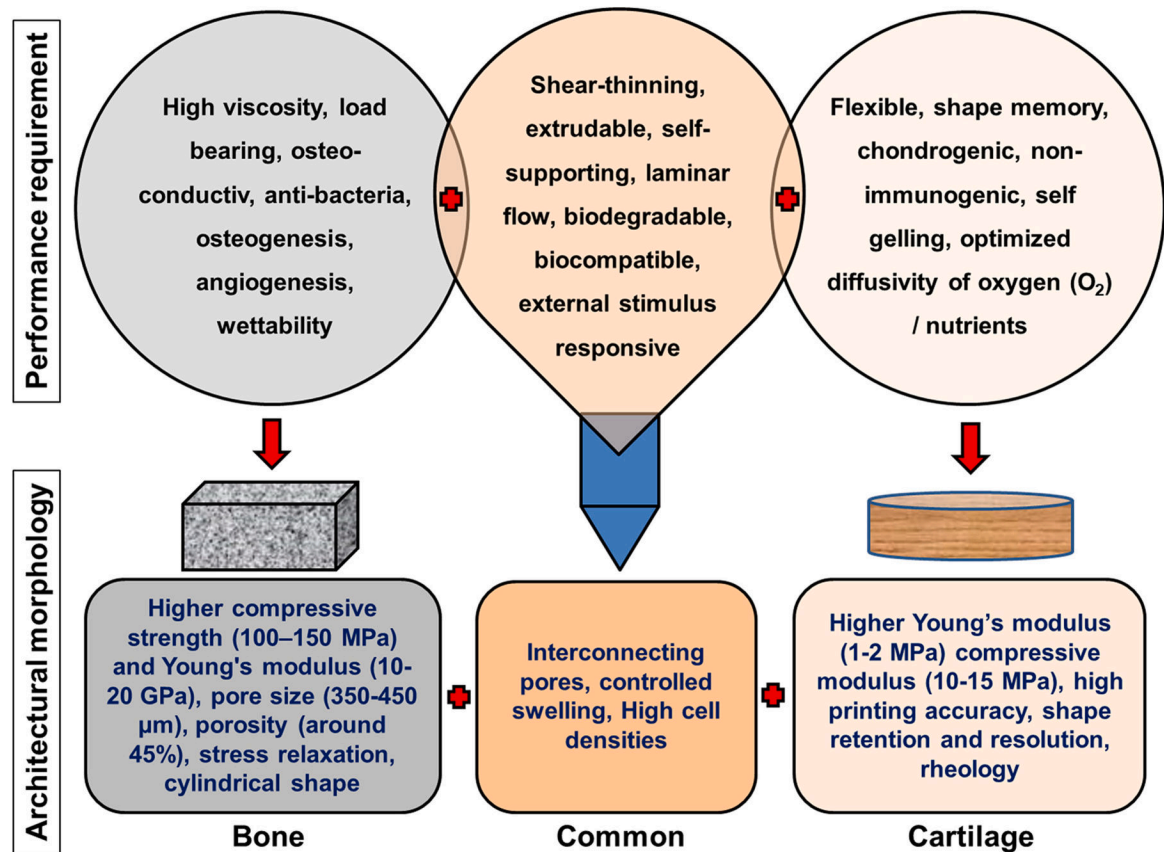 Performance requirement
High viscosity, load
bearing, osteo-
conductiv, anti-bacteria,
osteogenesis,
angiogenesis,
wettability
Shear-thinning,
extrudable, self-
supporting, laminar
flow, biodegradable,
biocompatible,
external stimulus
responsive
Flexible, shape memory,
chondrogenic, non-
immunogenic, self
gelling, optimized
diffusivity of oxygen (O₂)
/ nutrients
Architectural morphology
Higher compressive
strength (100–150 MPa)
and Young's modulus (10-
20 GPa), pore size (350-450
µm), porosity (around
45%), stress relaxation,
cylindrical shape
Interconnecting
pores, controlled
swelling, High cell
densities
Higher Young’s modulus
(1-2 MPa) compressive
modulus (10-15 MPa), high
printing accuracy, shape
retention and resolution,
rheology
Bone
Common
Cartilage